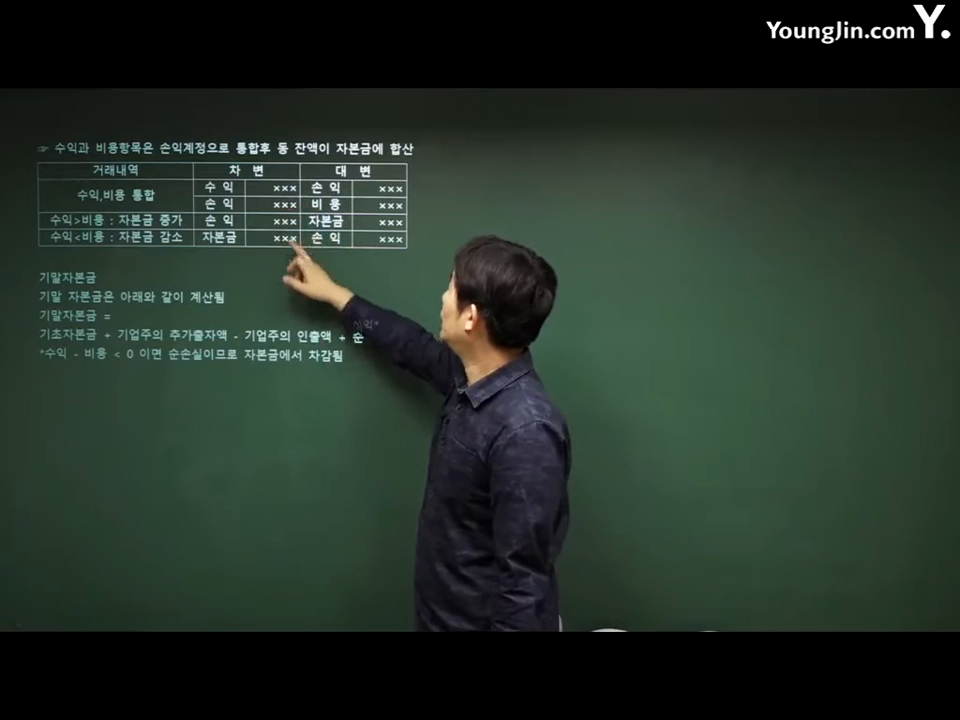 YoungJin.com Y.
☞ 수익과 비용항목은 손익계정으로 통합후 동 잔액이 자본금에 합산
거래내역 차 변 대 변
수익,비용 통합 수 익 ××× 손 익 ×××
손 익 ××× 비 용 ×××
수익>비용 : 자본금 증가 손 익 ××× 자본금 ×××
수익<비용 : 자본금 감소 자본금 ××× 손 익 ×××
기말자본금
기말 자본금은 아래와 같이 계산됨
기말자본금 =
기초자본금 + 기업주의 추가출자액 - 기업주의 인출액 + 순
*수익 - 비용 < 0 이면 순손실이므로 자본금에서 차감됨